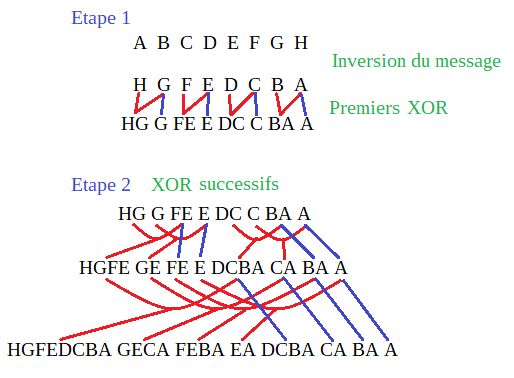 Etape 1
A B C D E F G H
Inversion du message
H G F E D C B A
Premiers XOR
HG G FE E DC C BA A
Etape 2 XOR successifs
HG G FE E DC C BA A
HGFE GE FE E DCBA CA BA A
HGFEDCBA GECA FEBA EA DCBA CA BA A